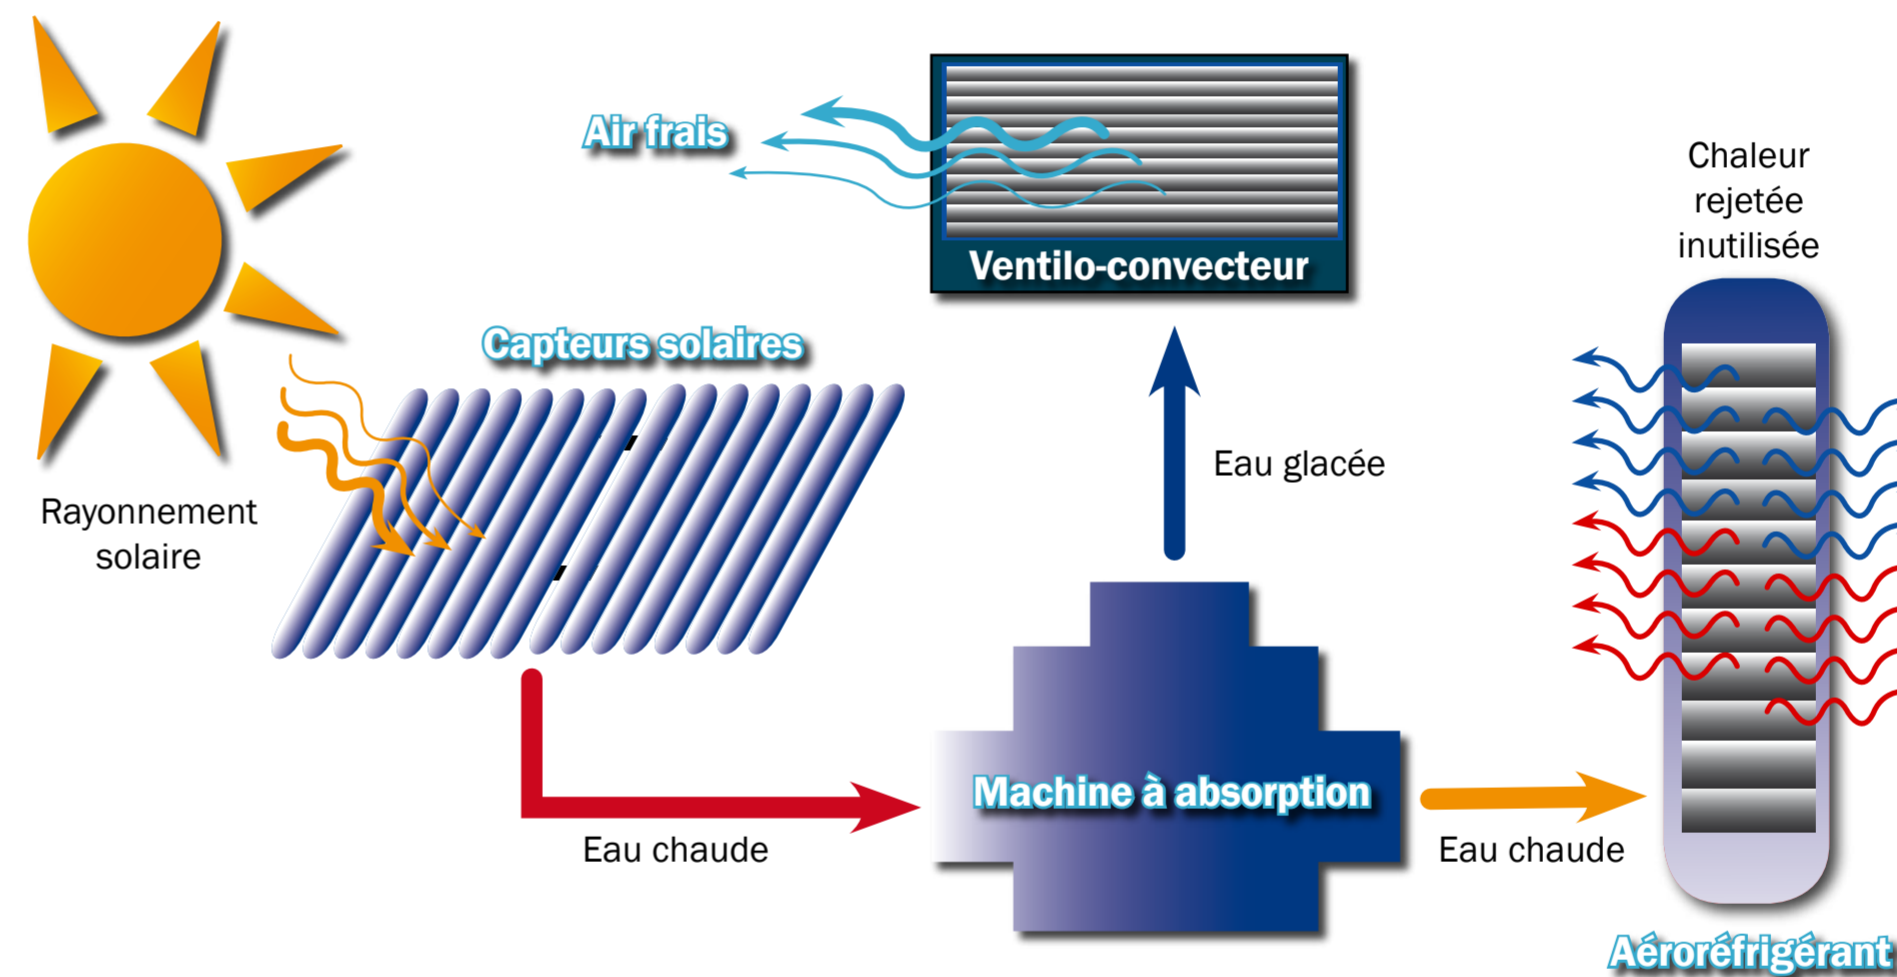 Air frais
Ventilo-convecteur
Chaleur
rejetée
inutilisée
Capteurs solaires
Rayonnement
solaire
Eau glacée
Machine à absorption
Eau chaude
Eau chaude
Aéroréfrigérant